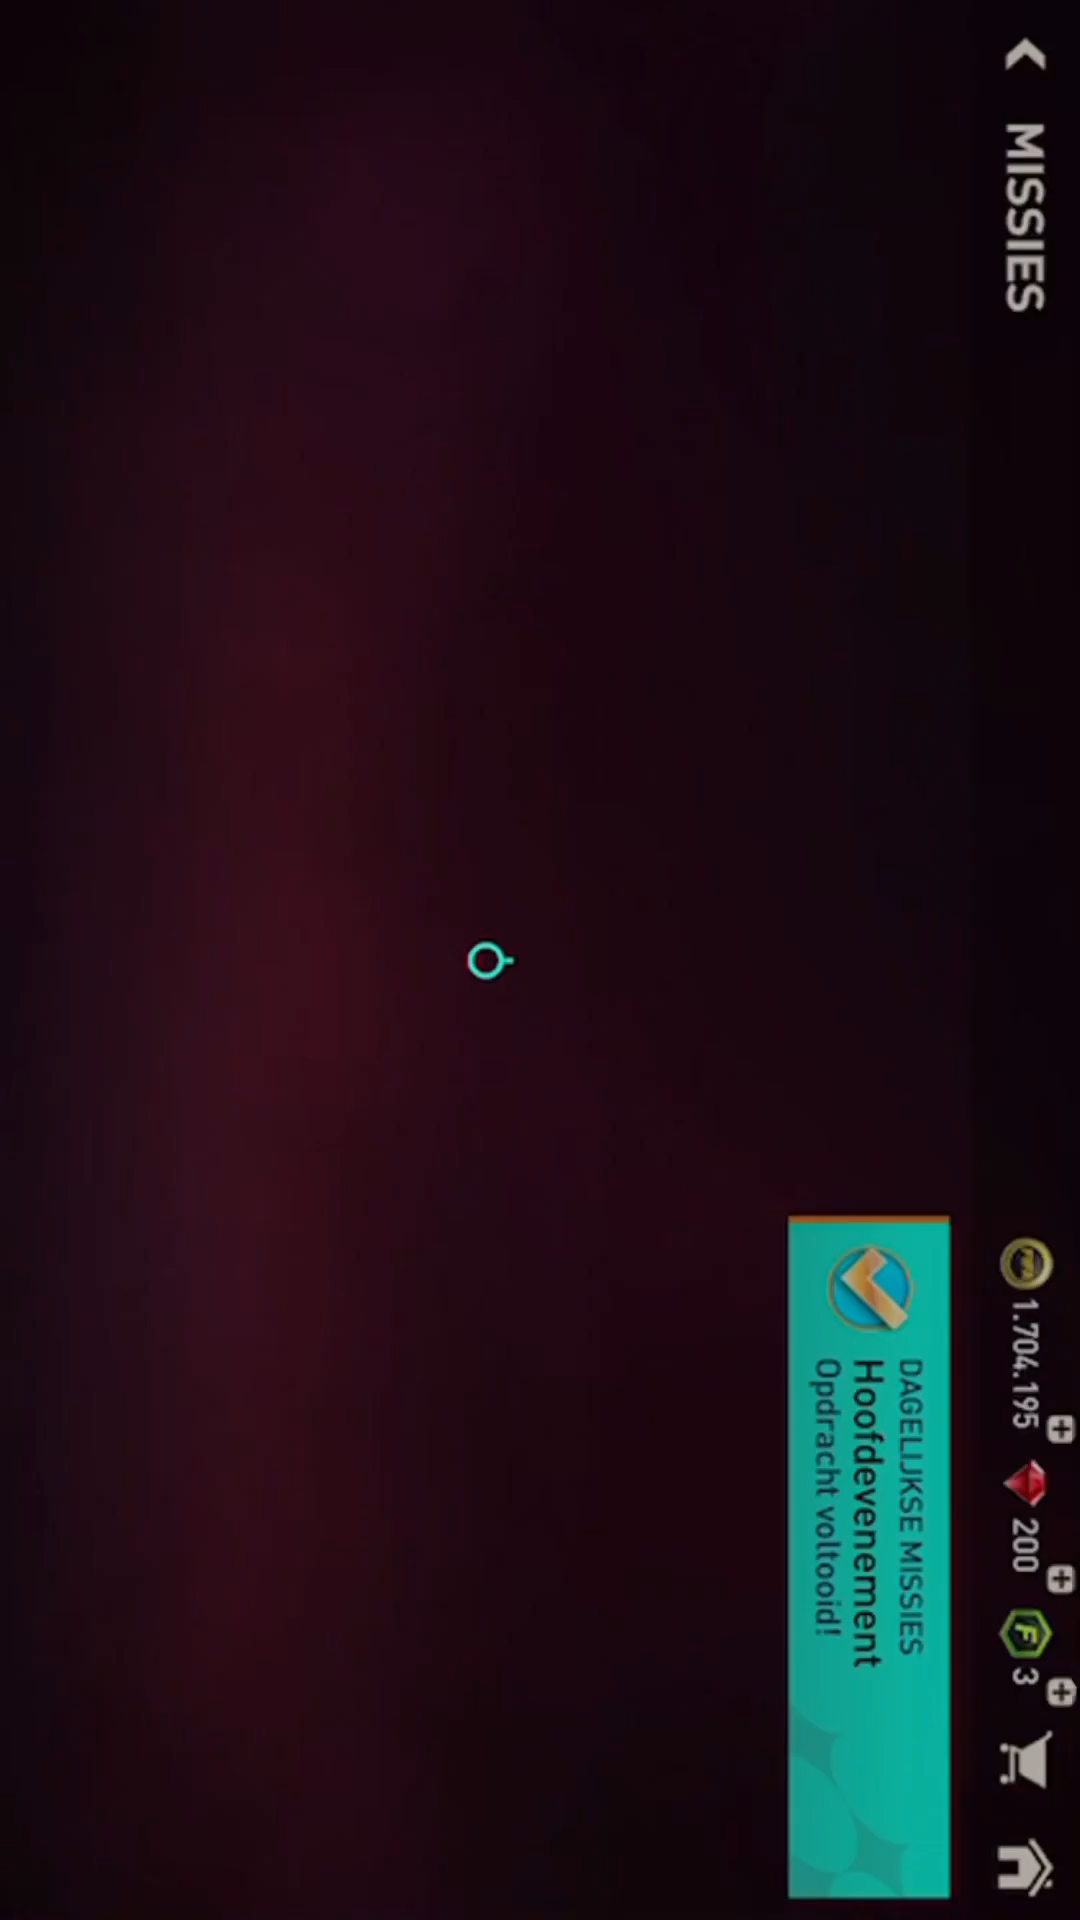 MISSIES
1.704.195
200
3
DAGELIJKSE MISSIES
Hoofdevenement
Opdracht voltooid!